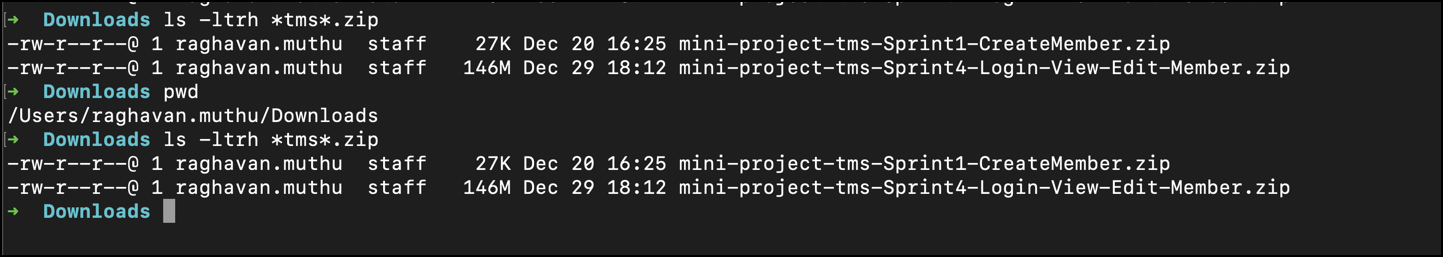 ➜ Downloads ls -ltrh *tms*.zip
-rw-r--r--@ 1 raghavan.muthu staff 27K Dec 20 16:25 mini-project-tms-Sprint1-CreateMember.zip
-rw-r--r--@ 1 raghavan.muthu staff 146M Dec 29 18:12 mini-project-tms-Sprint4-Login-View-Edit-Member.zip
➜ Downloads pwd
/Users/raghavan.muthu/Downloads
➜ Downloads ls -ltrh *tms*.zip
-rw-r--r--@ 1 raghavan.muthu staff 27K Dec 20 16:25 mini-project-tms-Sprint1-CreateMember.zip
-rw-r--r--@ 1 raghavan.muthu staff 146M Dec 29 18:12 mini-project-tms-Sprint4-Login-View-Edit-Member.zip
➜ Downloads